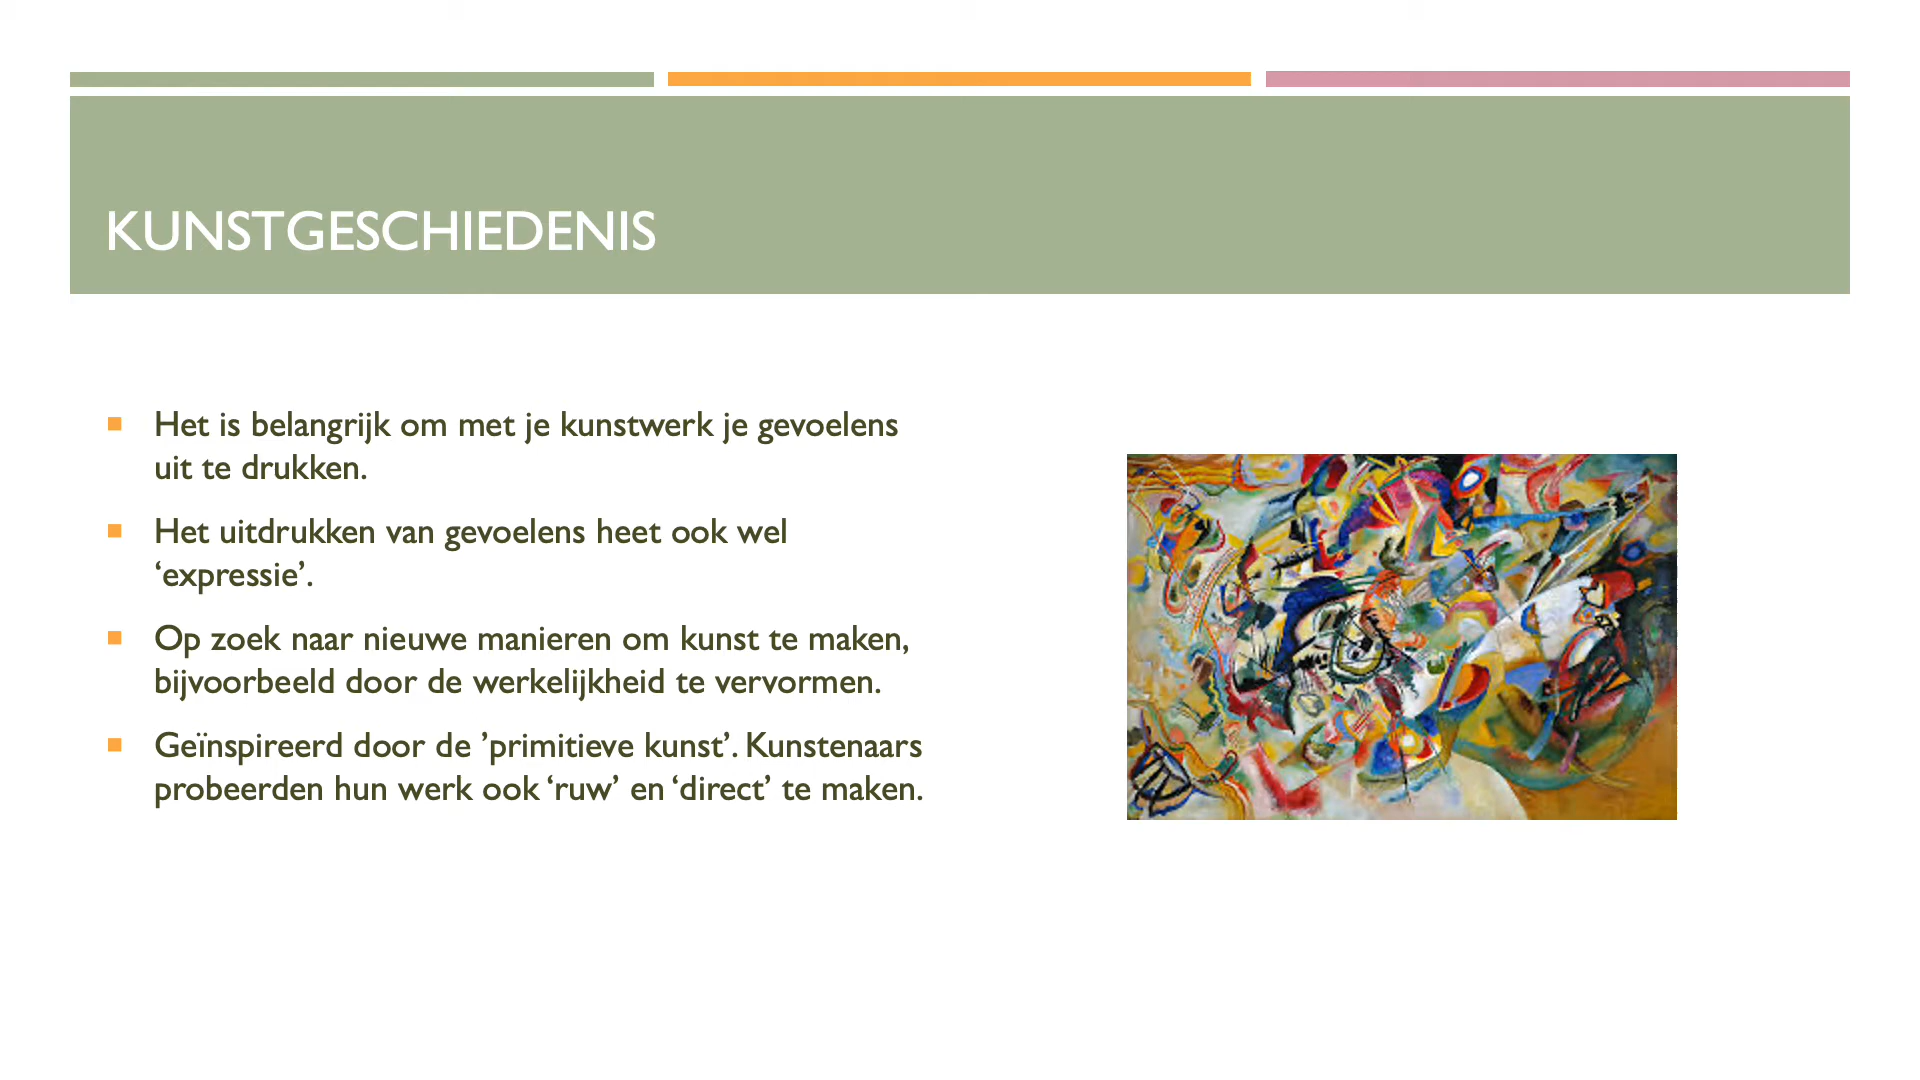 KUNSTGESCHIEDENIS
Het is belangrijk om met je kunstwerk je gevoelens
uit te drukken.
Het uitdrukken van gevoelens heet ook wel
‘expressie’.
Op zoek naar nieuwe manieren om kunst te maken,
bijvoorbeeld door de werkelijkheid te vervormen.
Geïnspireerd door de ’primitieve kunst’. Kunstenaars
probeerden hun werk ook ‘ruw’ en ‘direct’ te maken.